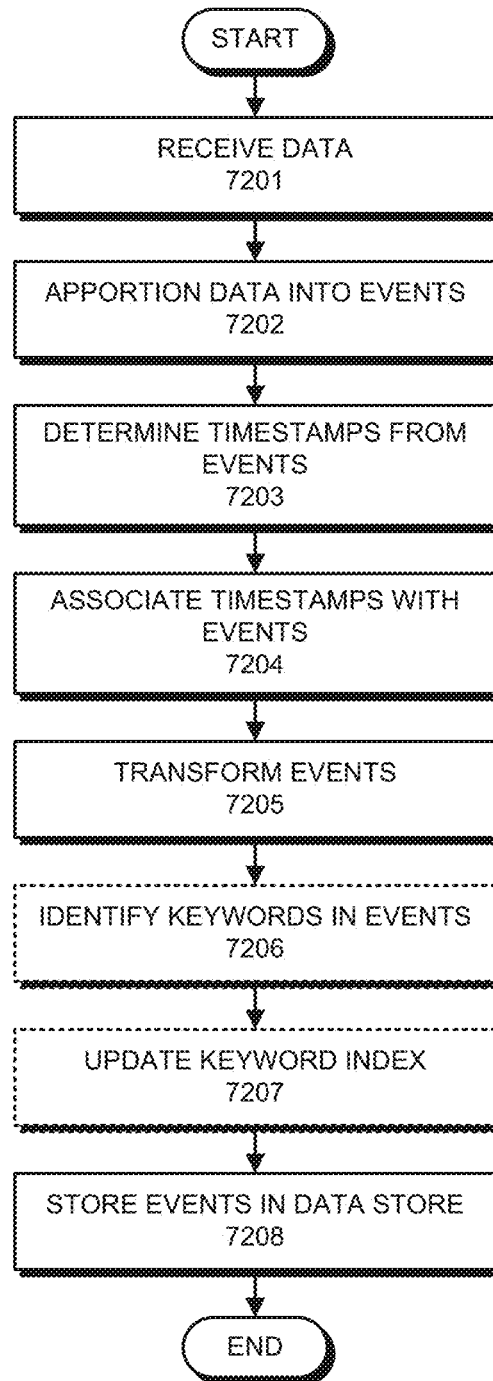 START
RECEIVE DATA
7201
APPORTION DATA INTO EVENTS
7202
DETERMINE TIMESTAMPS FROM
EVENTS
7203
ASSOCIATE TIMESTAMPS WITH
EVENTS
7204
TRANSFORM EVENTS
7205
IDENTIFY KEYWORDS IN EVENTS
7206
UPDATE KEYWORD INDEX
7207
STORE EVENTS IN DATA STORE
7208
END